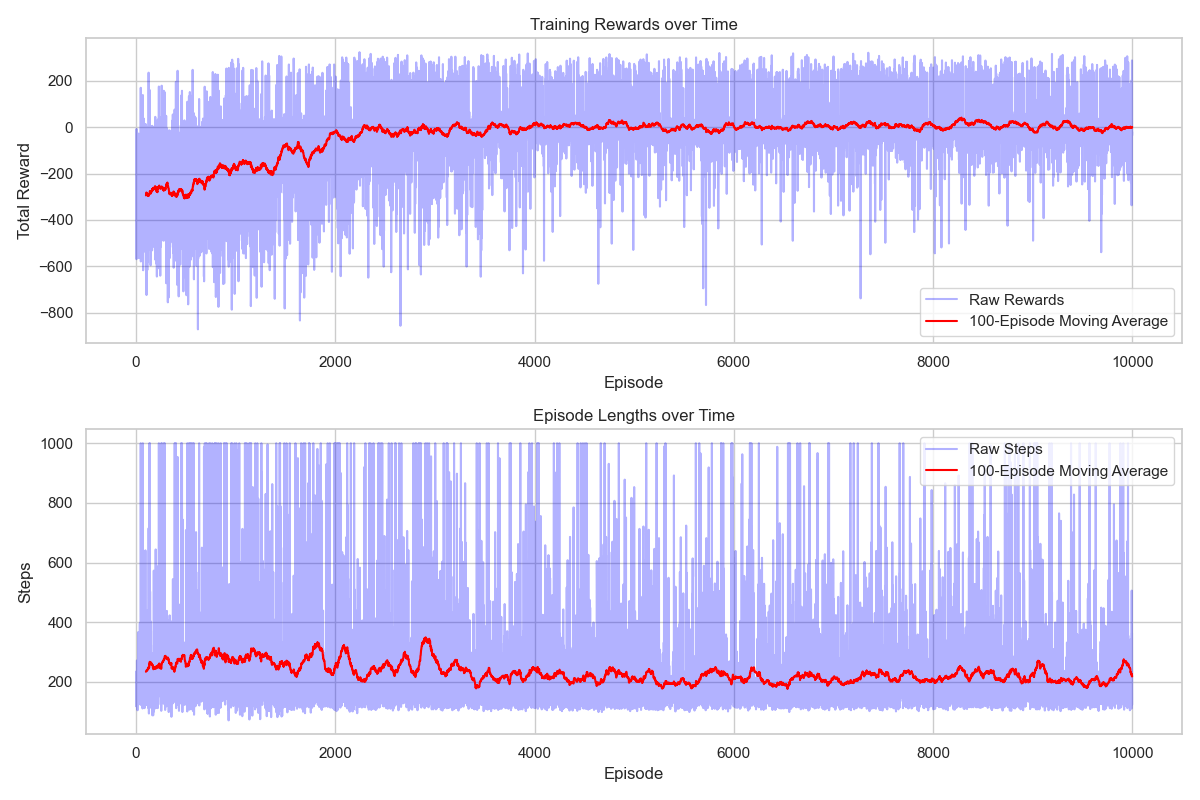 Training Rewards over Time
Total Reward
200
0
−200
−400
−600
−800
Raw Rewards
100-Episode Moving Average
0
2000
4000
6000
8000
10000
Episode
Episode Lengths over Time
Steps
1000
800
600
400
200
Raw Steps
100-Episode Moving Average
0
2000
4000
6000
8000
10000
Episode